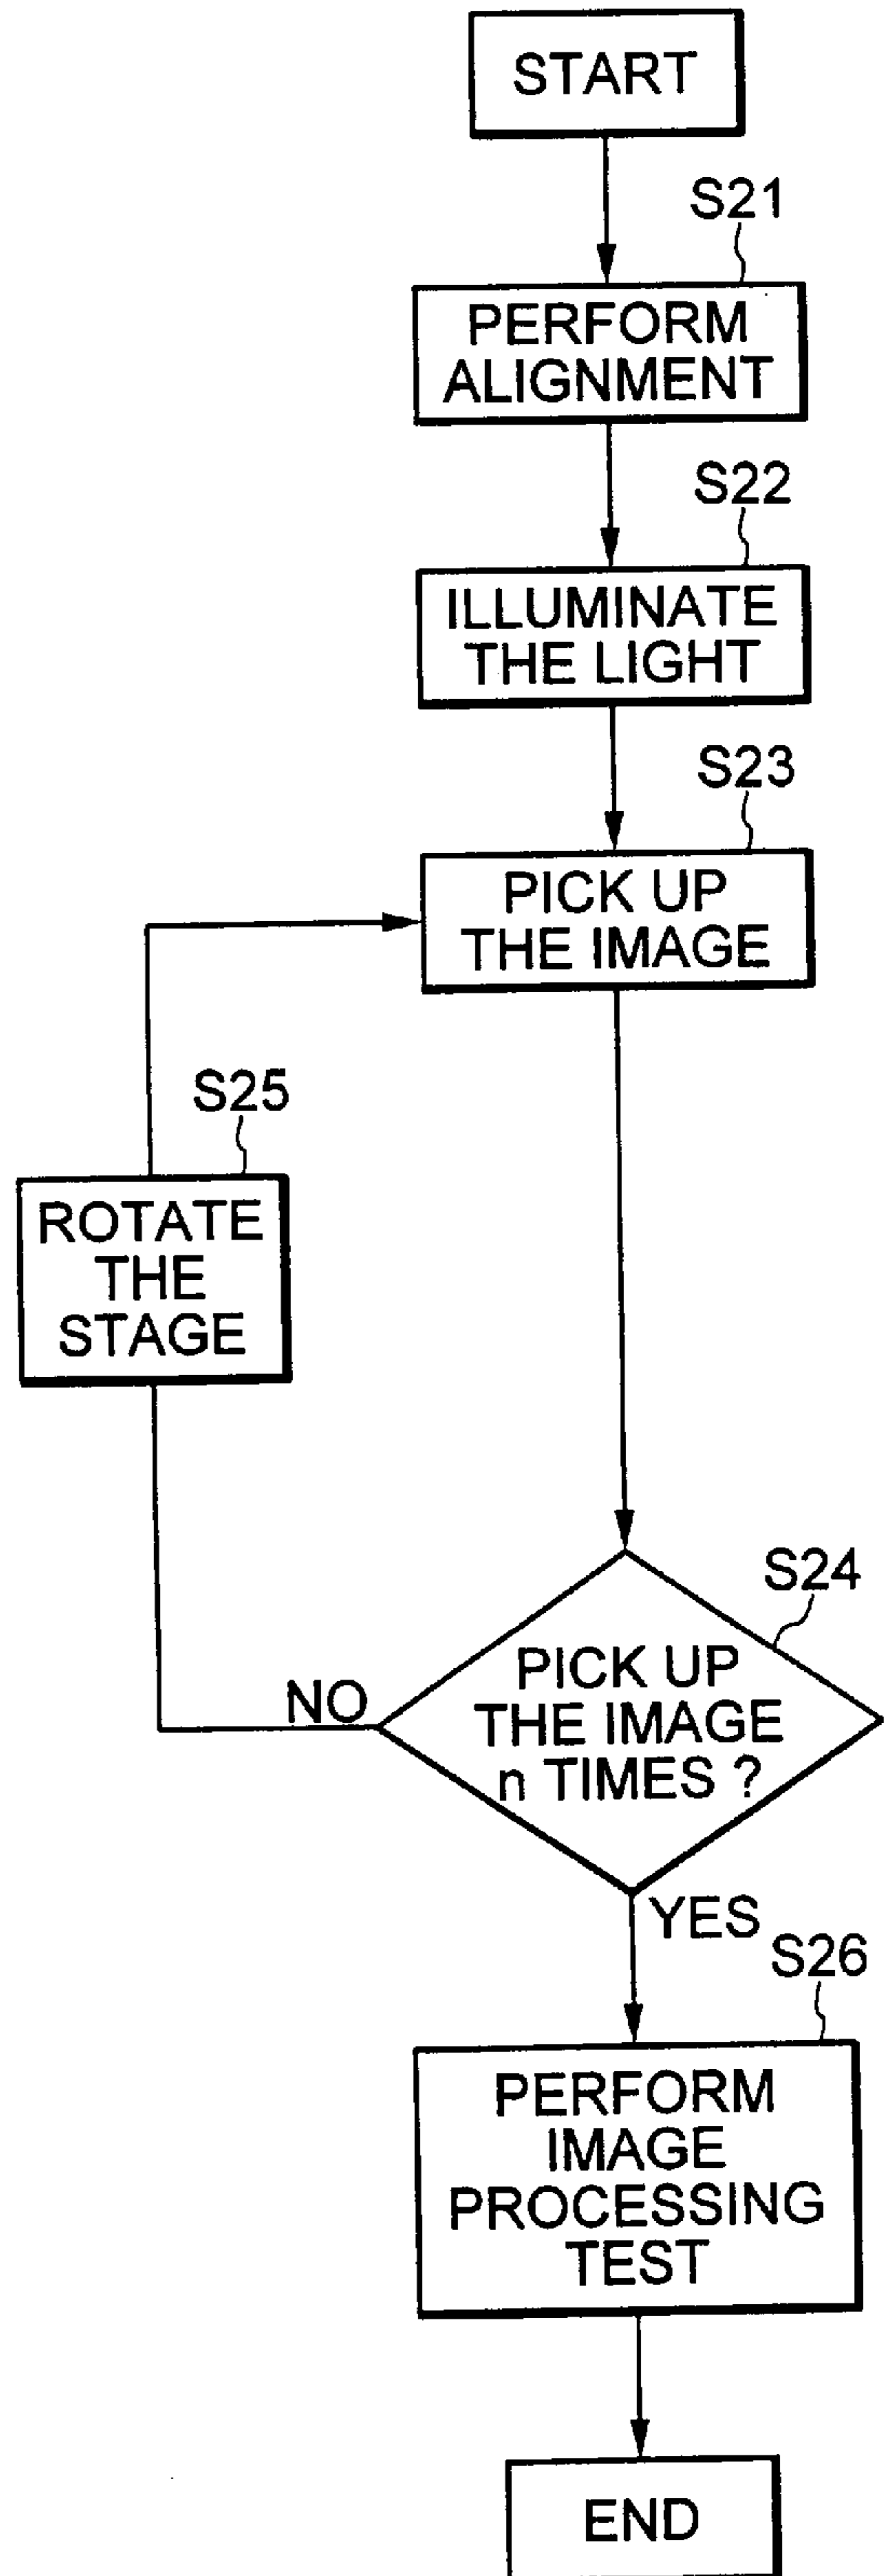 START
S21
PERFORM
ALIGNMENT
S22
ILLUMINATE
THE LIGHT
S23
PICK UP
THE IMAGE
S25
ROTATE
THE
STAGE
S24
PICK UP
THE IMAGE
n TIMES ?
NO
YES
S26
PERFORM
IMAGE
PROCESSING
TEST
END